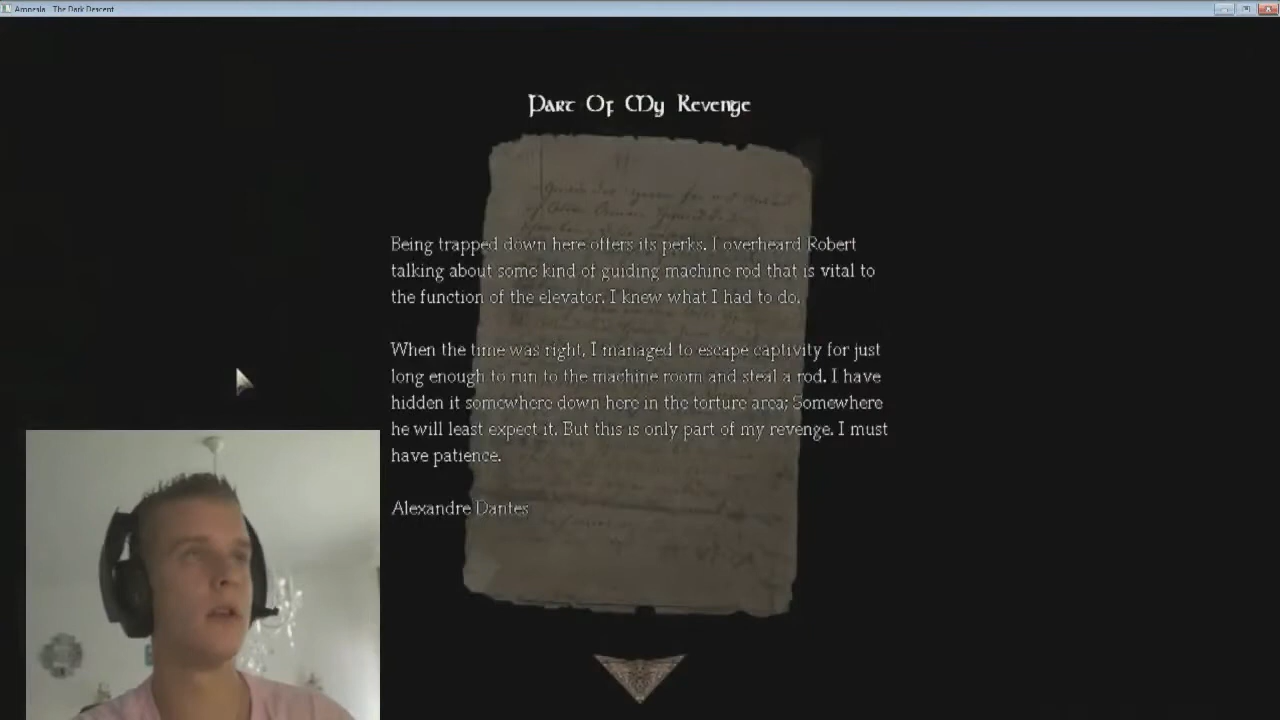 Amnesia - The Dark Descent
Part Of My Revenge
Being trapped down here offers its perks. I overheard Robert
talking about some kind of guiding machine rod that is vital to
the function of the elevator. I knew what I had to do.
When the time was right, I managed to escape captivity for just
long enough to run to the machine room and steal a rod. I have
hidden it somewhere down here in the torture area; Somewhere
he will least expect it. But this is only part of my revenge. I must
have patience.
Alexandre Dantes